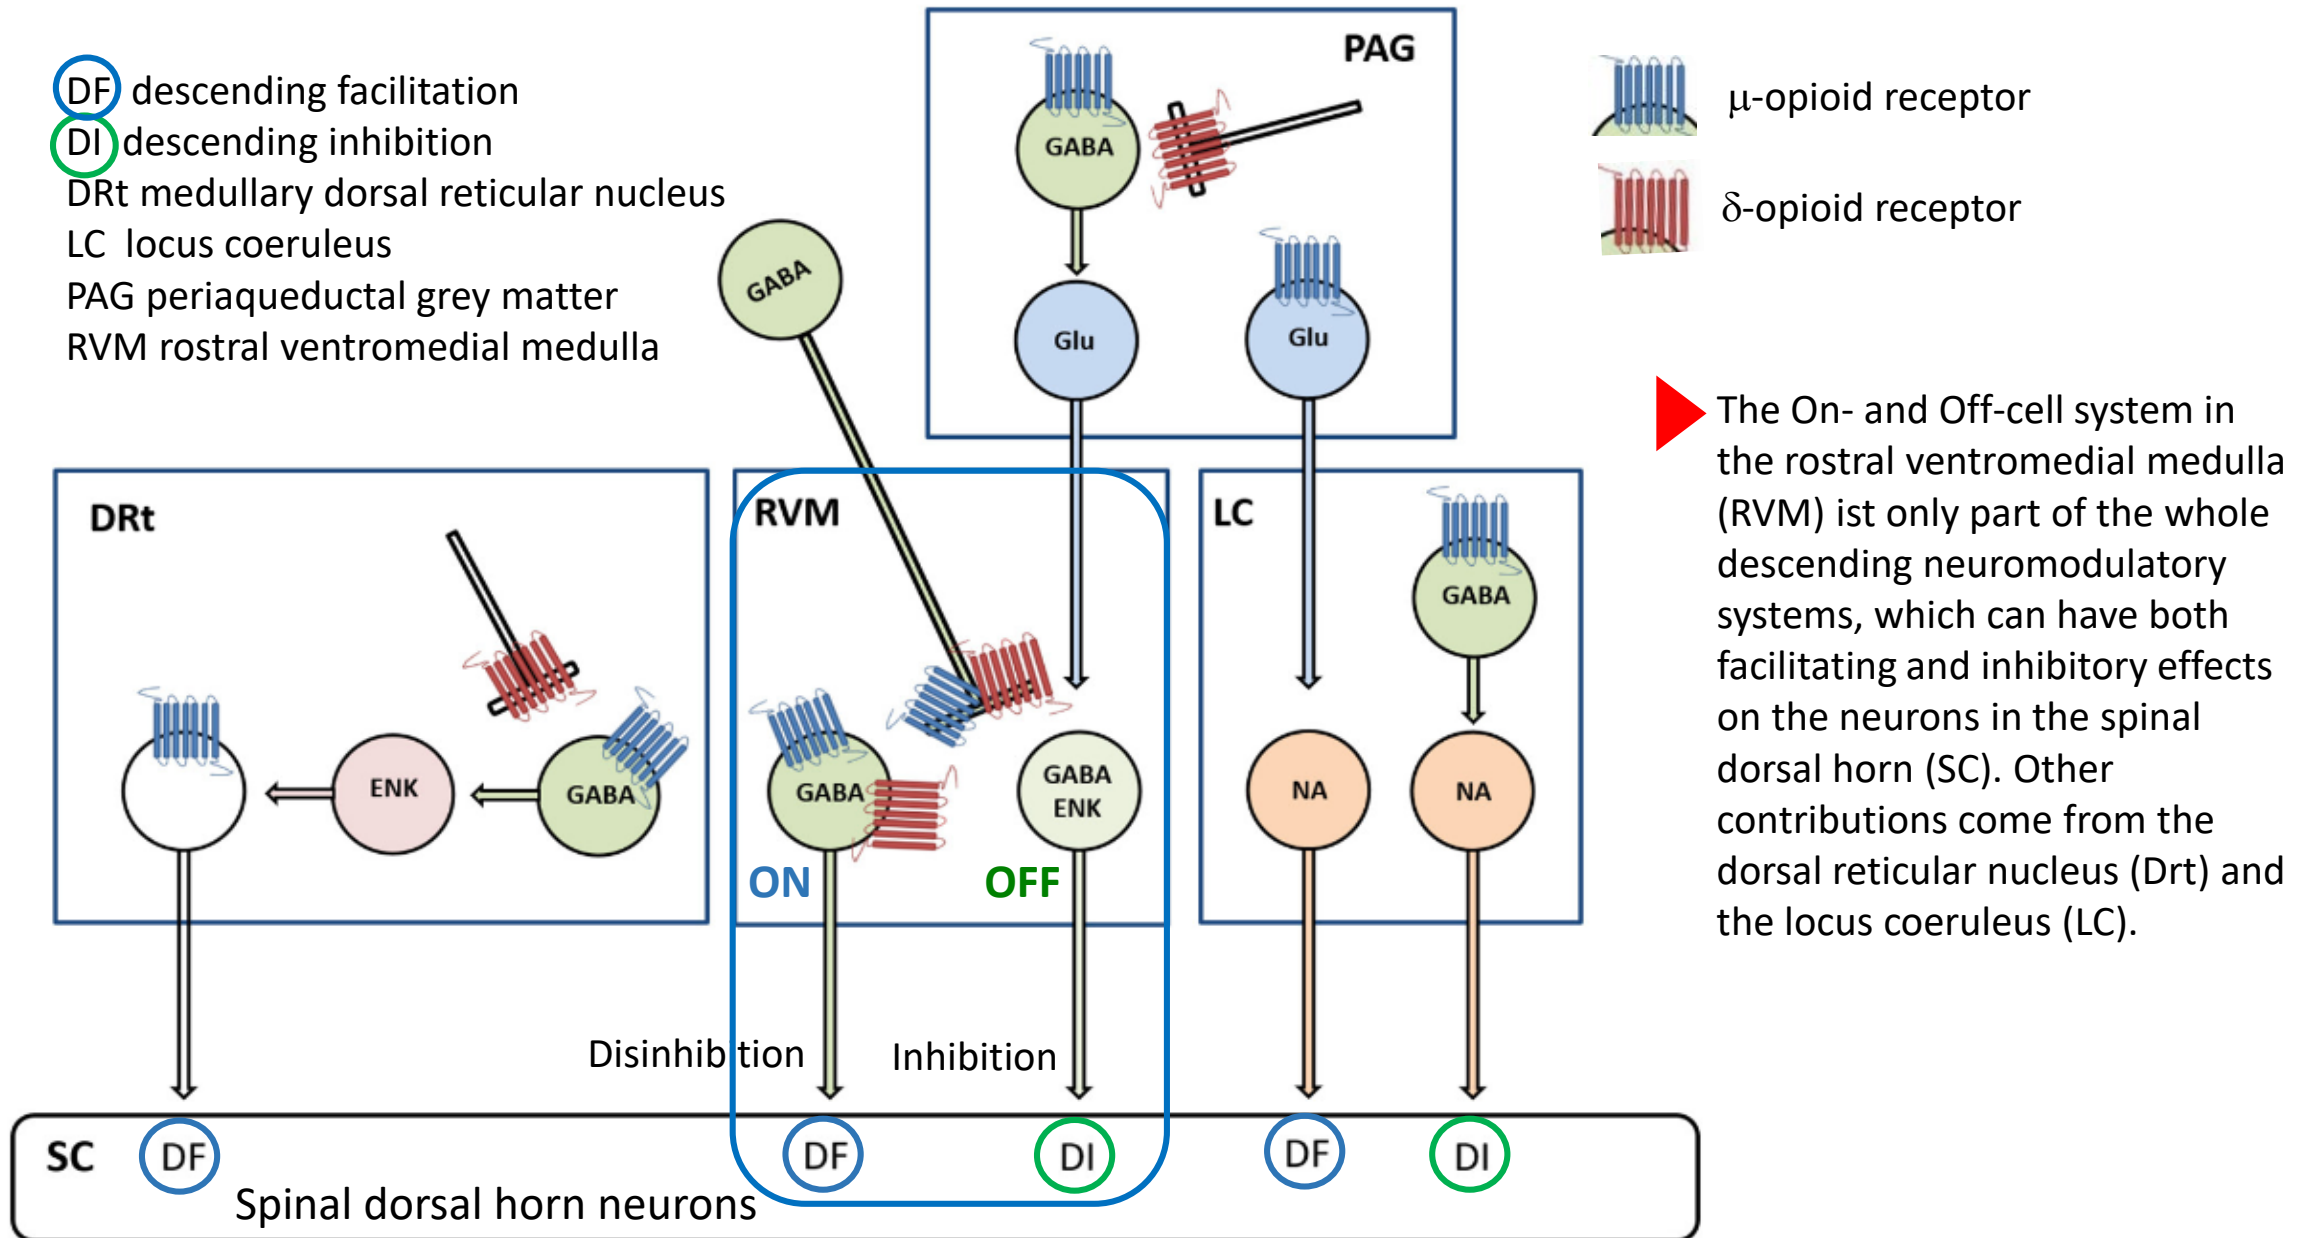 DF descending facilitation
DI descending inhibition
DRt medullary dorsal reticular nucleus
LC locus coeruleus
PAG periaqueductal grey matter
RVM rostral ventromedial medulla
PAG
GABA
Glu
Glu
GABA
μ-opioid receptor
δ-opioid receptor
The On- and Off-cell system in
the rostral ventromedial medulla
(RVM) ist only part of the whole
descending neuromodulatory
systems, which can have both
facilitating and inhibitory effects
on the neurons in the spinal
dorsal horn (SC). Other
contributions come from the
dorsal reticular nucleus (Drt) and
the locus coeruleus (LC).
DRt
ENK
GABA
RVM
GABA
GABA
ENK
ON
OFF
LC
GABA
NA
NA
Disinhibition
Inhibition
SC
DF
DF
DI
DF
DI
Spinal dorsal horn neurons